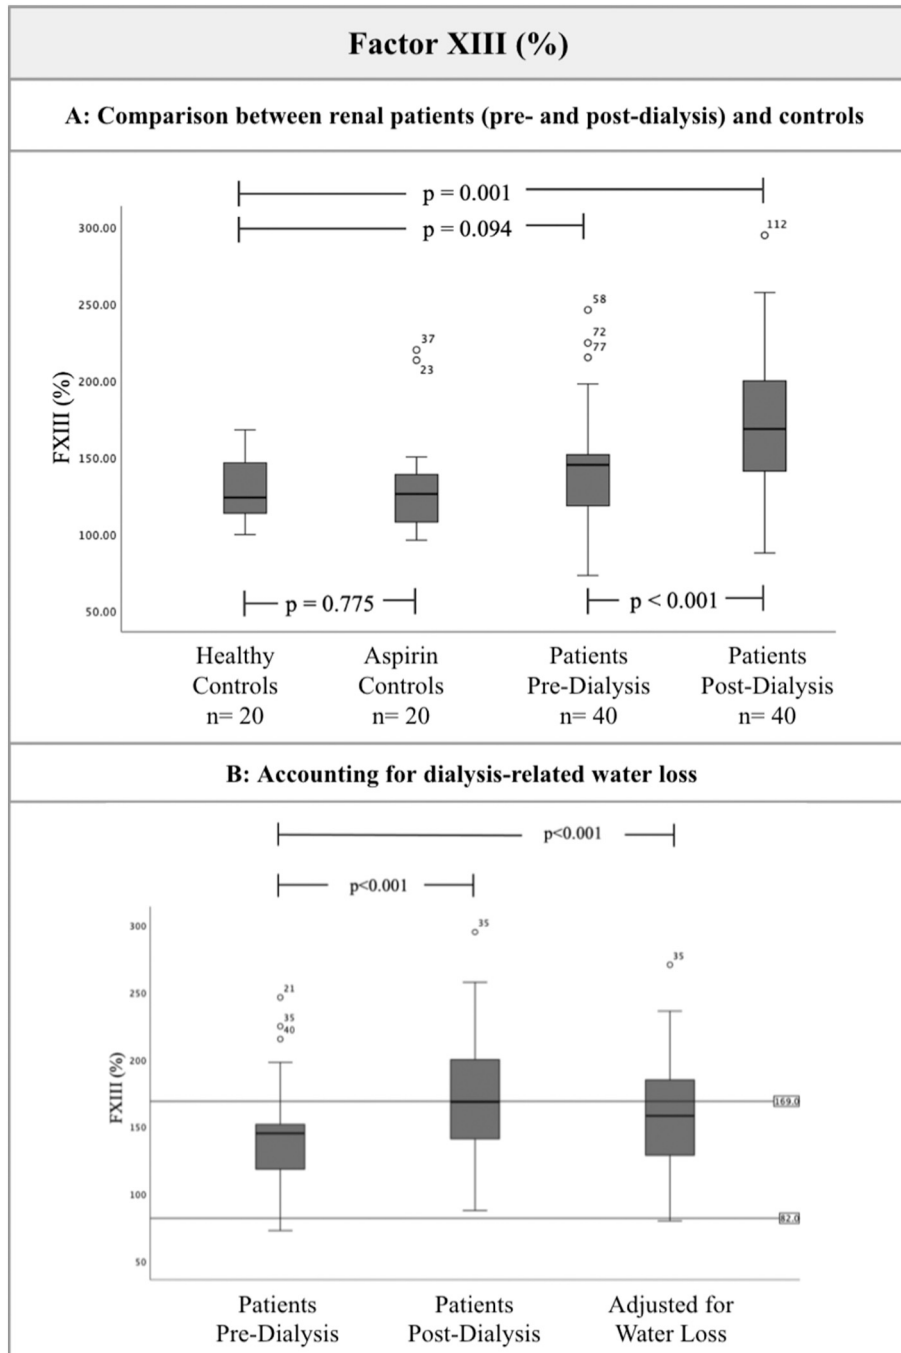 Factor XIII (%)
A: Comparison between renal patients (pre- and post-dialysis) and controls
p = 0.001
p = 0.094
300.00
250.00
200.00
150.00
100.00
50.00
FXIII (%)
37
23
58
72
77
112
p = 0.775
p < 0.001
Healthy
Controls
n= 20
Aspirin
Controls
n= 20
Patients
Pre-Dialysis
n= 40
Patients
Post-Dialysis
n= 40
B: Accounting for dialysis-related water loss
p<0.001
p<0.001
300
250
200
150
100
50
FXIII (%)
21
35
40
35
35
169.0
82.0
Patients
Pre-Dialysis
Patients
Post-Dialysis
Adjusted for
Water Loss